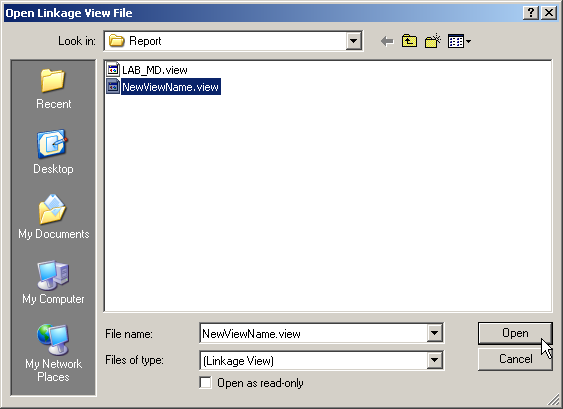 Open Linkage View File
Look in:
Report
LAB_MD.view
NewViewName.view
Recent
Desktop
My Documents
My Computer
My Network
Places
File name:
NewViewName.view
Open
Files of type:
(Linkage View)
Cancel
Open as read-only